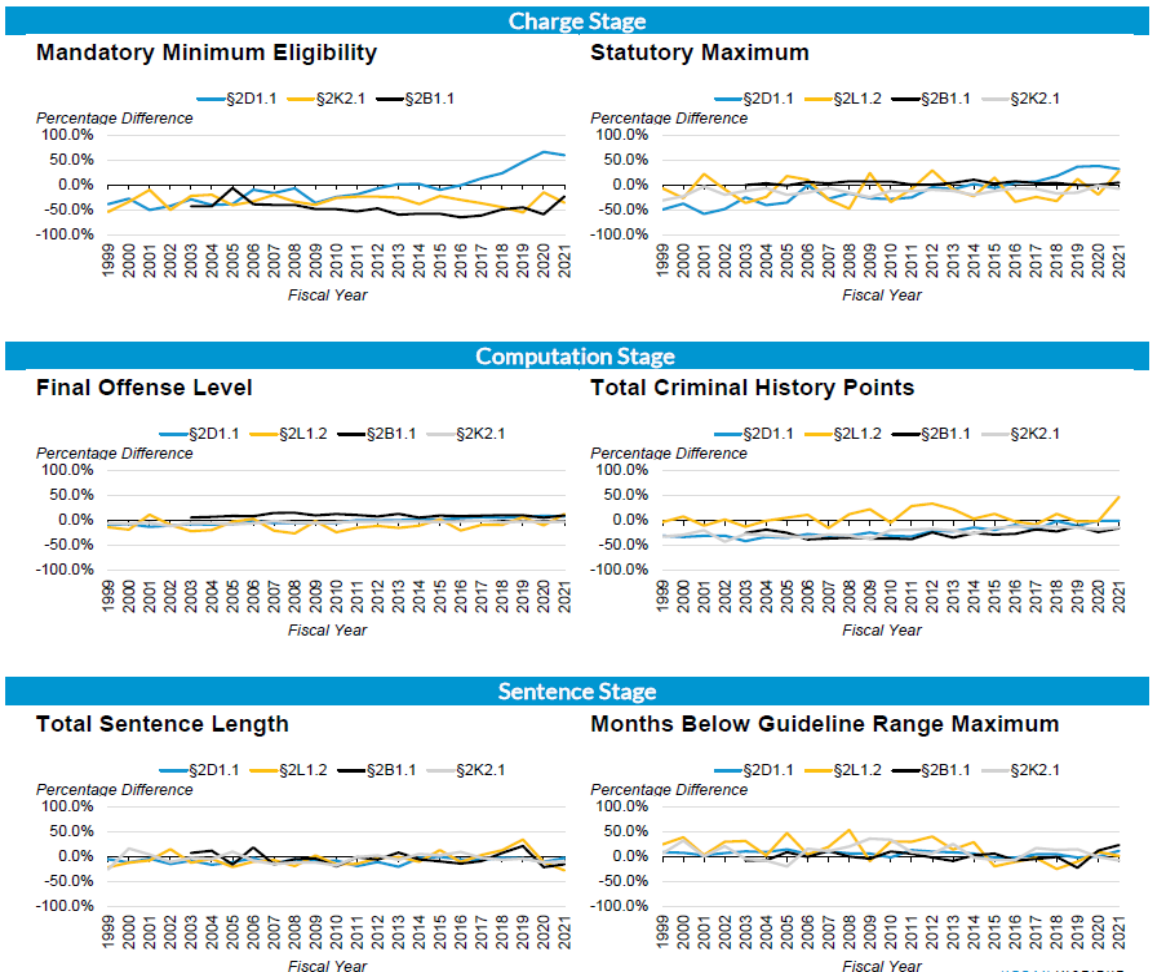 Charge Stage
Mandatory Minimum Eligibility
§2D1.1 §2K2.1 §2B1.1
Percentage Difference
100.0%
50.0%
0.0%
-50.0%
-100.0%
1999 2000 2001 2002 2003 2004 2005 2006 2007 2008 2009 2010 2011 2012 2013 2014 2015 2016 2017 2018 2019 2020 2021
Fiscal Year
Statutory Maximum
§2D1.1 §2L1.2 §2B1.1 §2K2.1
Percentage Difference
100.0%
50.0%
0.0%
-50.0%
-100.0%
1999 2000 2001 2002 2003 2004 2005 2006 2007 2008 2009 2010 2011 2012 2013 2014 2015 2016 2017 2018 2019 2020 2021
Fiscal Year
Computation Stage
Final Offense Level
§2D1.1 §2L1.2 §2B1.1 §2K2.1
Percentage Difference
100.0%
50.0%
0.0%
-50.0%
-100.0%
1999 2000 2001 2002 2003 2004 2005 2006 2007 2008 2009 2010 2011 2012 2013 2014 2015 2016 2017 2018 2019 2020 2021
Fiscal Year
Total Criminal History Points
§2D1.1 §2L1.2 §2B1.1 §2K2.1
Percentage Difference
100.0%
50.0%
0.0%
-50.0%
-100.0%
1999 2000 2001 2002 2003 2004 2005 2006 2007 2008 2009 2010 2011 2012 2013 2014 2015 2016 2017 2018 2019 2020 2021
Fiscal Year
Sentence Stage
Total Sentence Length
§2D1.1 §2L1.2 §2B1.1 §2K2.1
Percentage Difference
100.0%
50.0%
0.0%
-50.0%
-100.0%
1999 2000 2001 2002 2003 2004 2005 2006 2007 2008 2009 2010 2011 2012 2013 2014 2015 2016 2017 2018 2019 2020 2021
Fiscal Year
Months Below Guideline Range Maximum
§2D1.1 §2L1.2 §2B1.1 §2K2.1
Percentage Difference
100.0%
50.0%
0.0%
-50.0%
-100.0%
1999 2000 2001 2002 2003 2004 2005 2006 2007 2008 2009 2010 2011 2012 2013 2014 2015 2016 2017 2018 2019 2020 2021
Fiscal Year